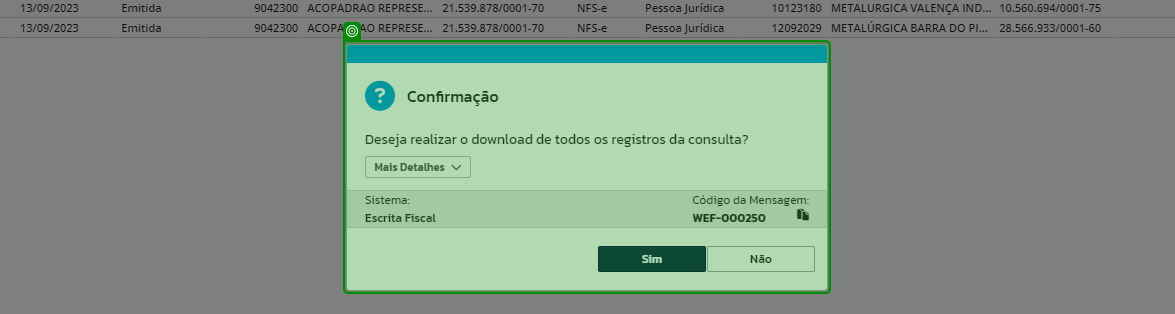 13/09/2023 Emitida 9042300 ACOPADRAO REPRESE... 21.539.878/0001-70 NFS-e Pessoa Jurídica 10123180 METALURGICA VALENÇA IND... 10.560.694/0001-75
13/09/2023 Emitida 9042300 ACOPADRAO REPRESE... 21.539.878/0001-70 NFS-e Pessoa Jurídica 12092029 METALÚRGICA BARRA DO PI... 28.566.933/0001-60
Confirmação
Deseja realizar o download de todos os registros da consulta?
Mais Detalhes
Sistema: Código da Mensagem:
Escrita Fiscal WEF-000250
Sim Não